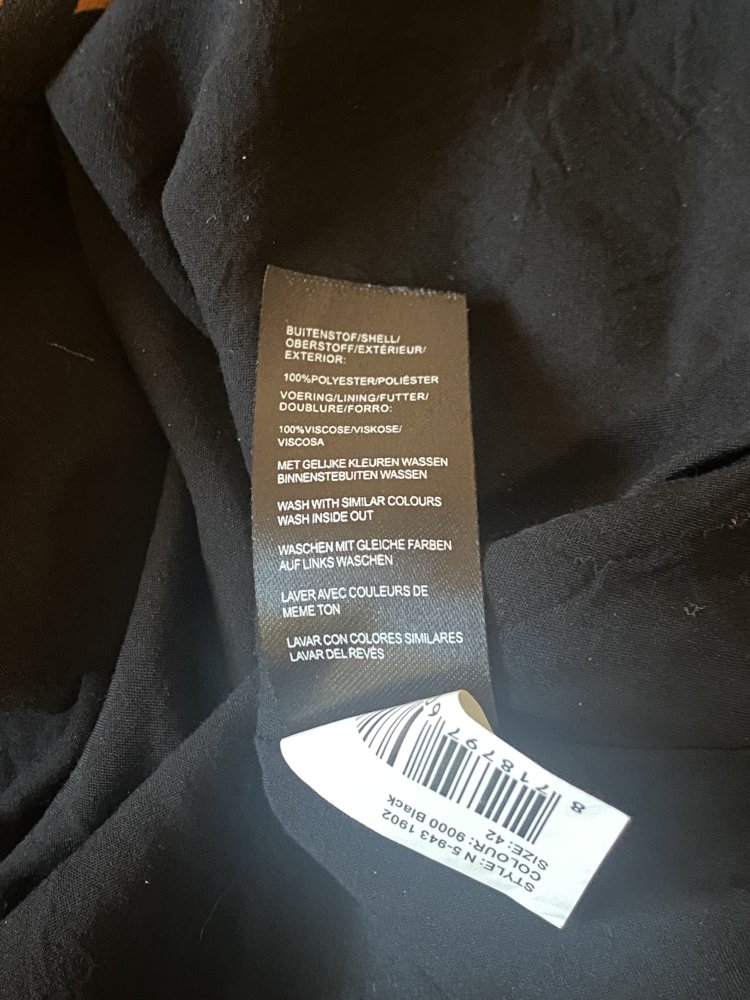 BUITENSTOF/SHELL/
OBERSTOFF/EXTÉRIEUR/
EXTERIOR:
100%POLYESTER/POLIÉSTER
VOERING/LINING/FUTTER/
DOUBLURE/FORRO:
100%VISCOSE/VISKOSE/
VISCOSA
MET GELIJKE KLEUREN WASSEN
BINNENSTEBUITEN WASSEN
WASH WITH SIMILAR COLOURS
WASH INSIDE OUT
WASCHEN MIT GLEICHE FARBEN
AUF LINKS WASCHEN
LAVER AVEC COULEURS DE
MEME TON
LAVAR CON COLORES SIMILARES
LAVAR DEL REVÉS
STYLE: N 5-943 1902
COLOUR: 9000 Black
SIZE: 42
8 718797